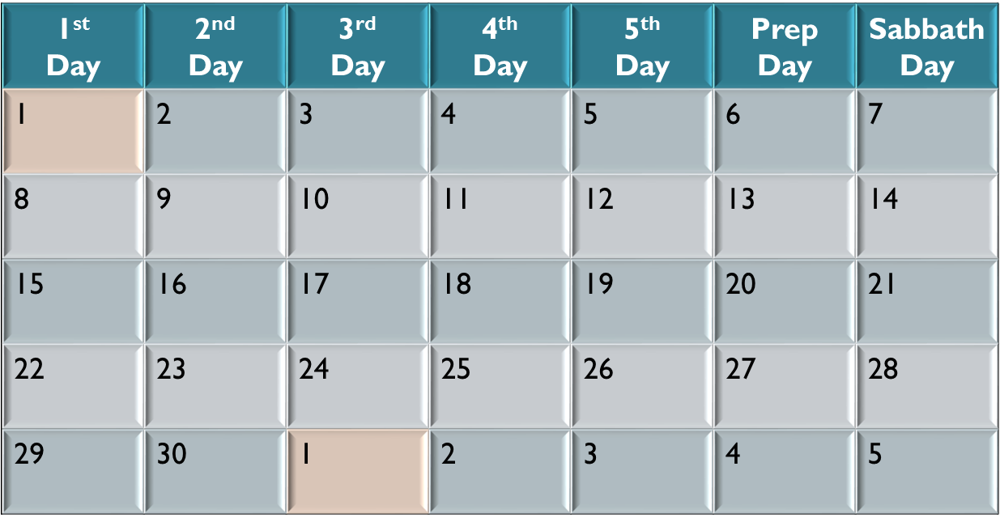 1st Day 2nd Day 3rd Day 4th Day 5th Day Prep Day Sabbath Day
1 2 3 4 5 6 7
8 9 10 11 12 13 14
15 16 17 18 19 20 21
22 23 24 25 26 27 28
29 30 1 2 3 4 5